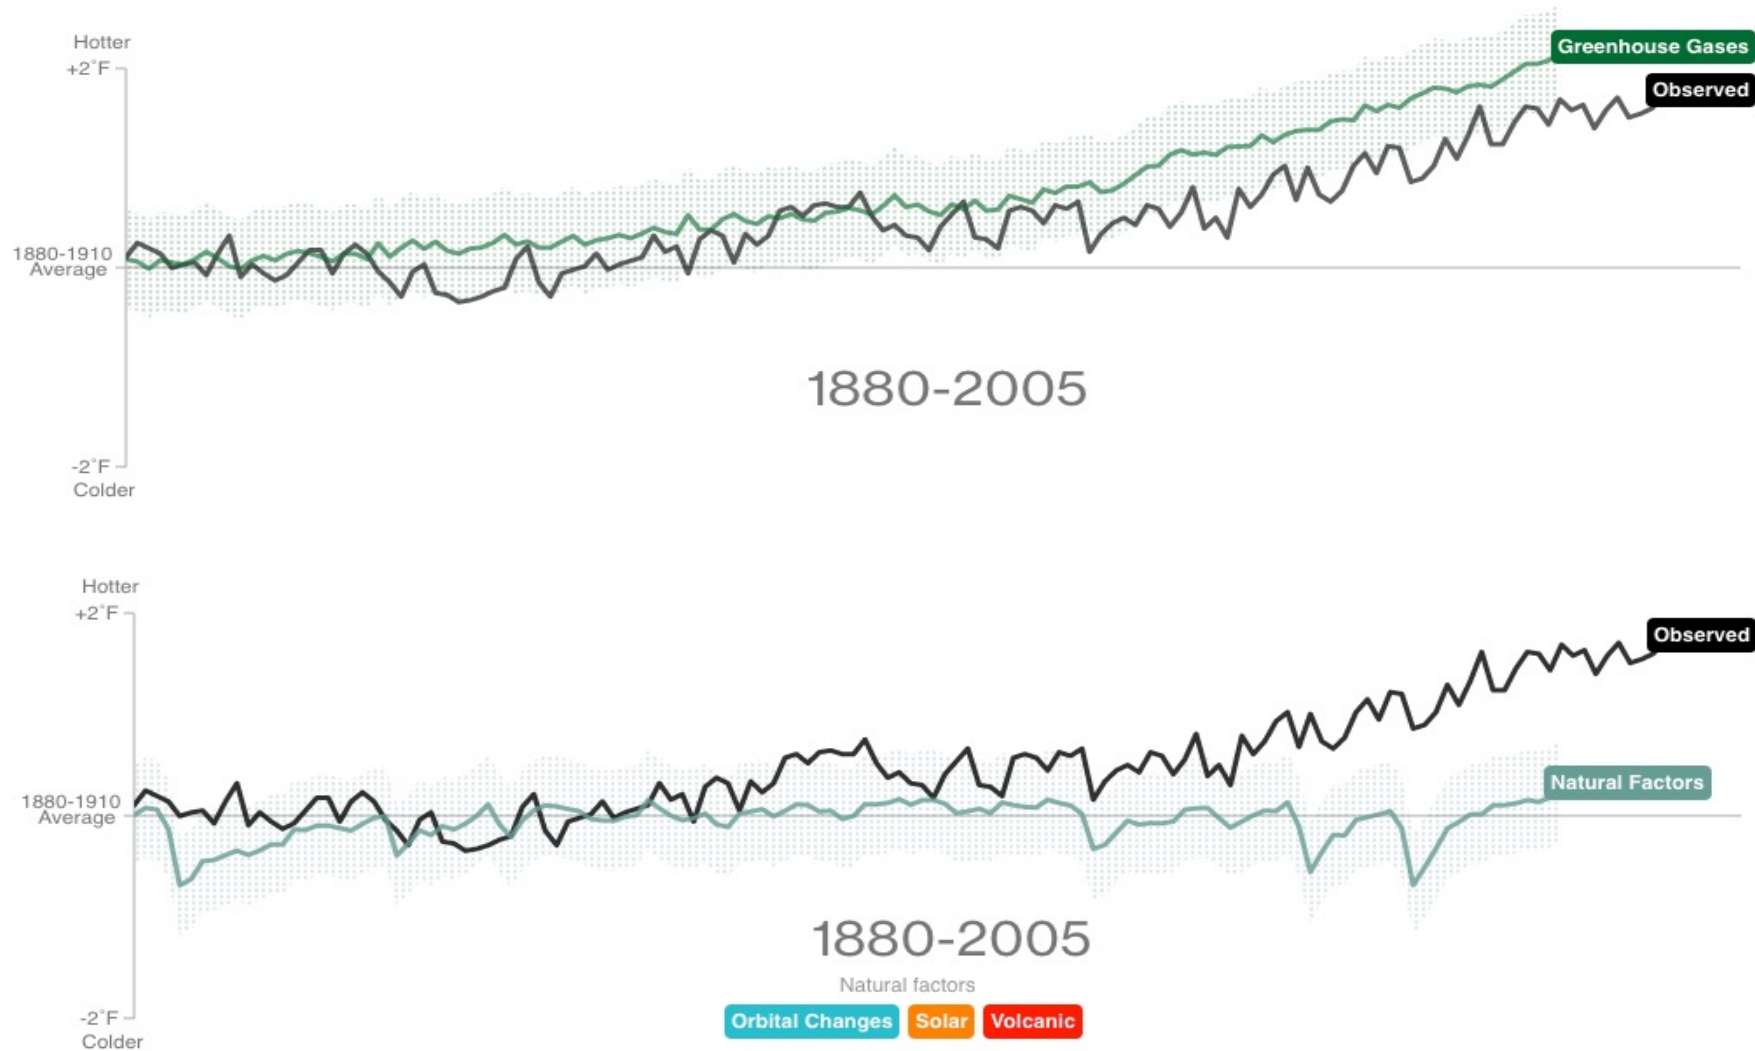 Hotter
+2°F
Greenhouse Gases
Observed
1880-1910
Average
1880-2005
-2°F
Colder
Hotter
+2°F
Observed
Natural Factors
1880-1910
Average
1880-2005
Natural factors
Orbital Changes Solar Volcanic
-2°F
Colder